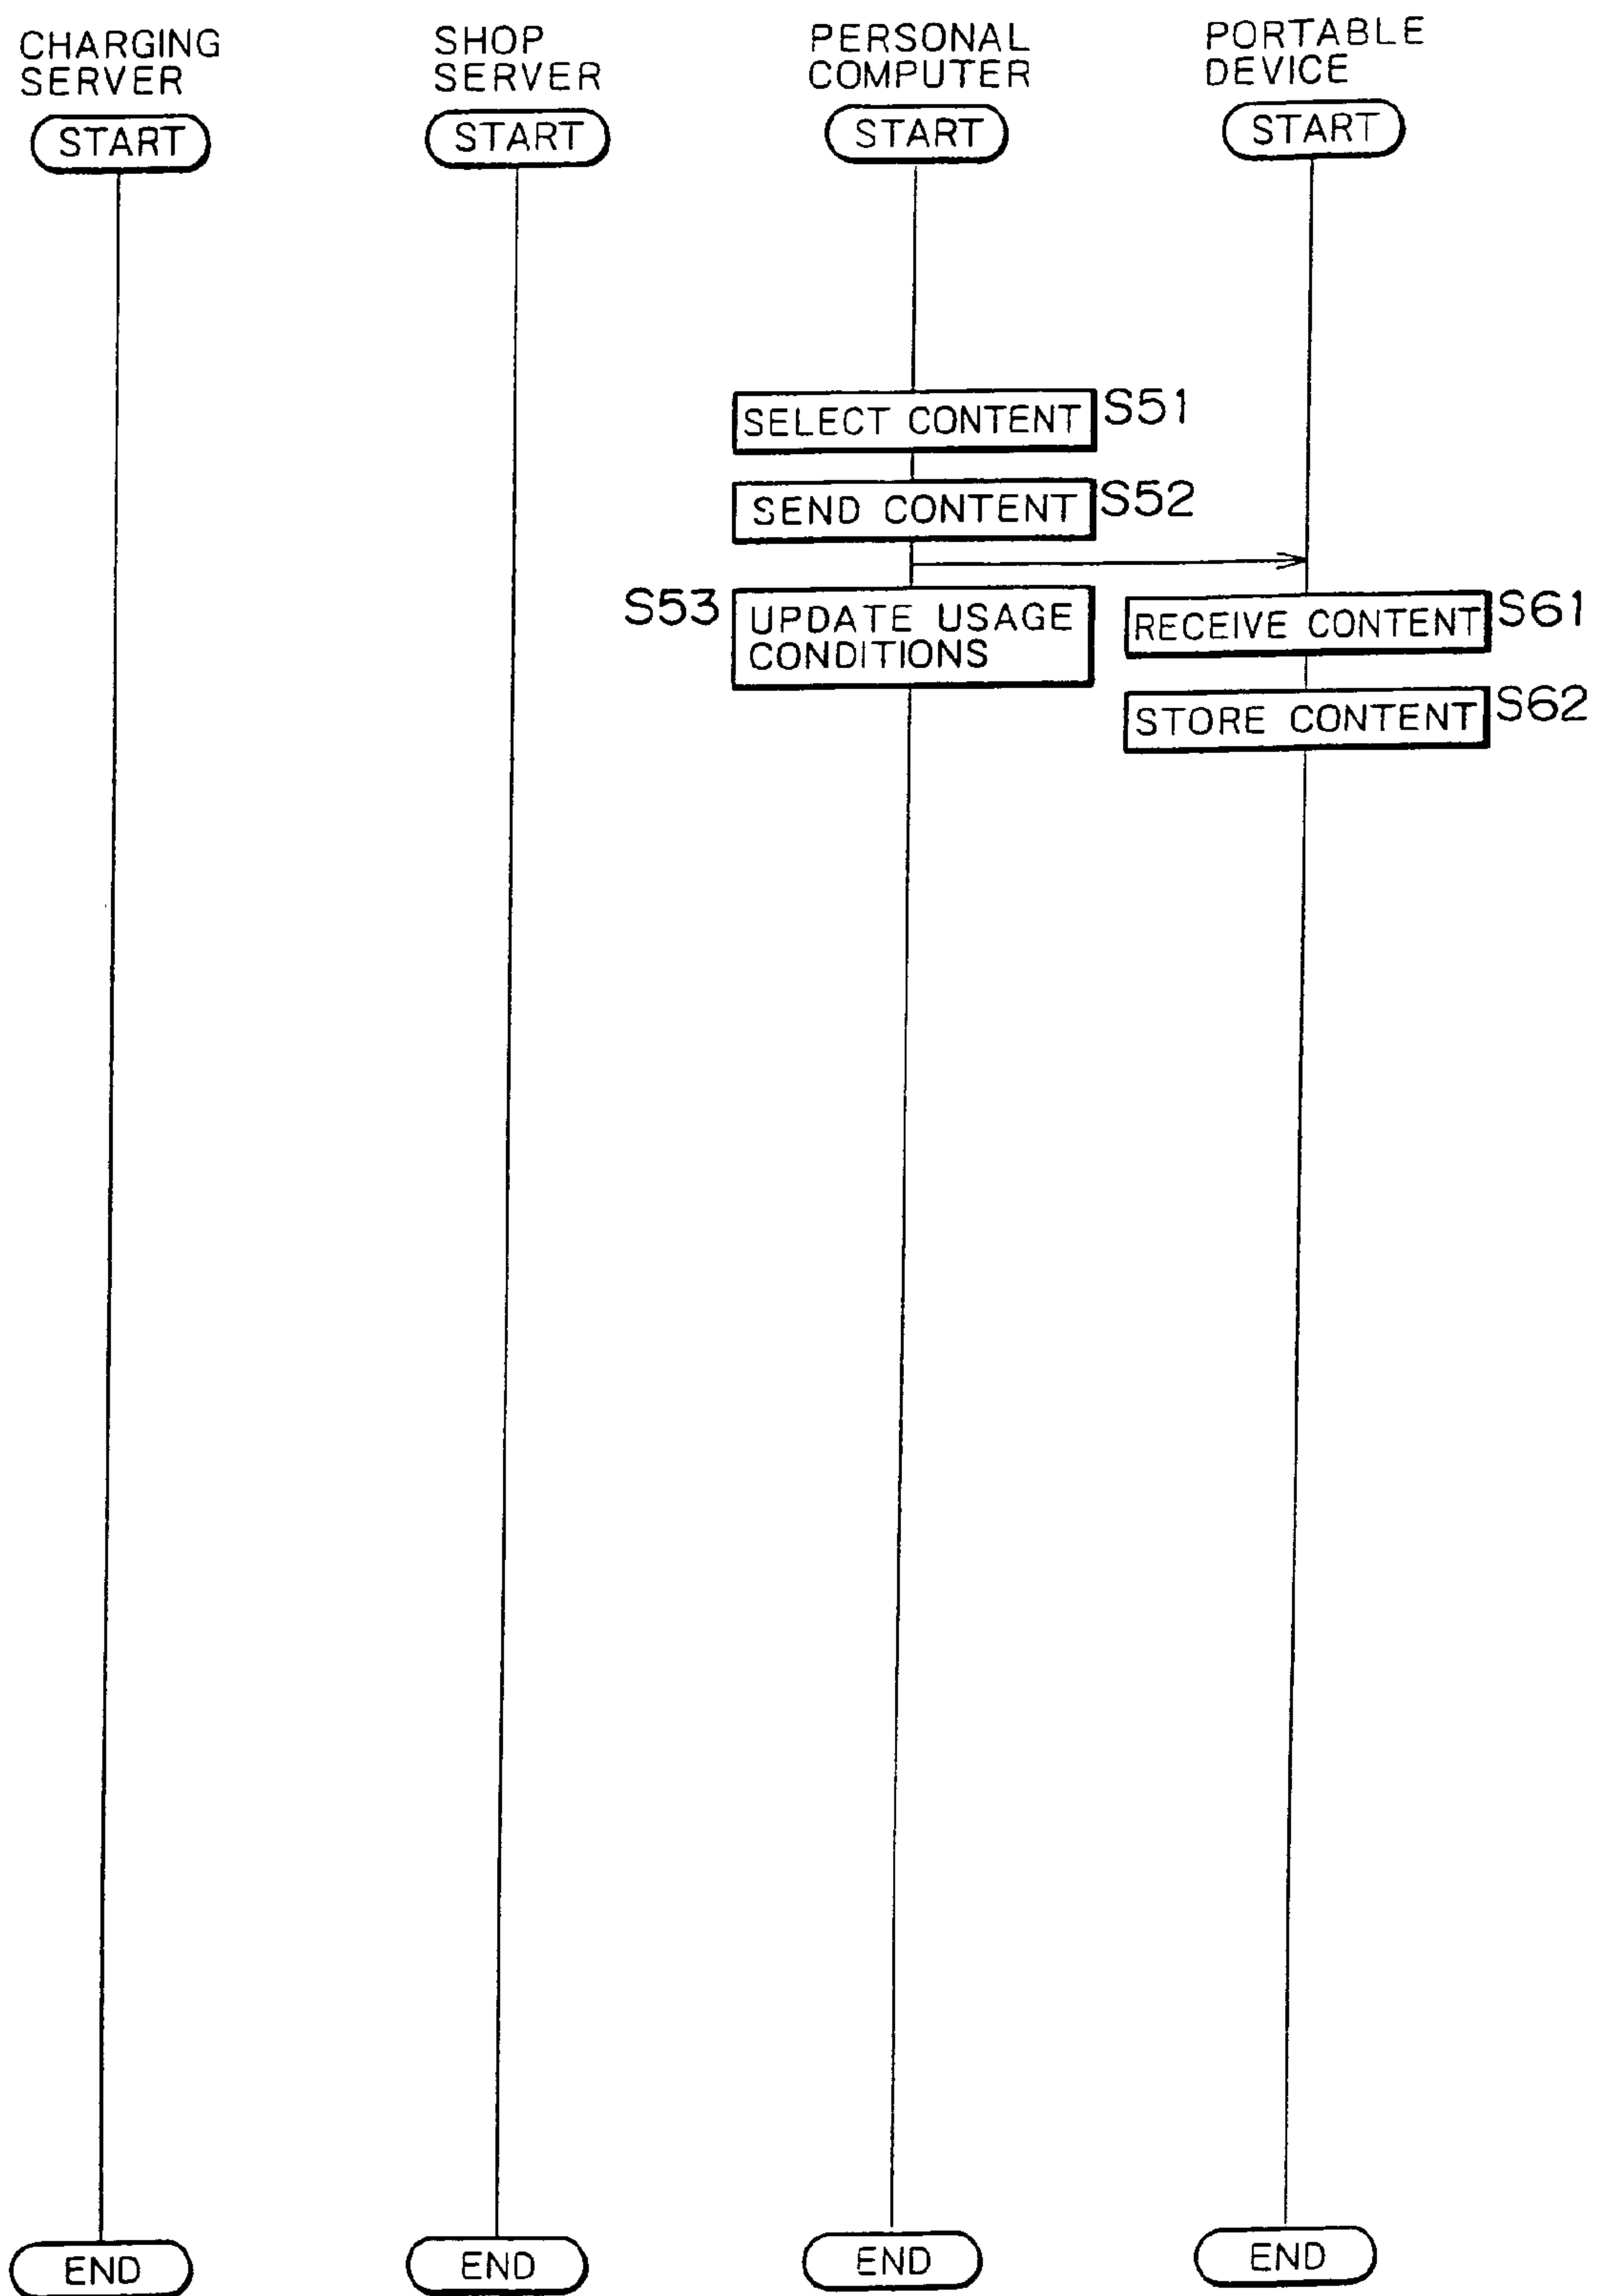 CHARGING
SERVER
SHOP
SERVER
PERSONAL
COMPUTER
PORTABLE
DEVICE
START
START
START
START
SELECT CONTENT
S51
SEND CONTENT
S52
S53
UPDATE USAGE
CONDITIONS
RECEIVE CONTENT
S61
STORE CONTENT
S62
END
END
END
END